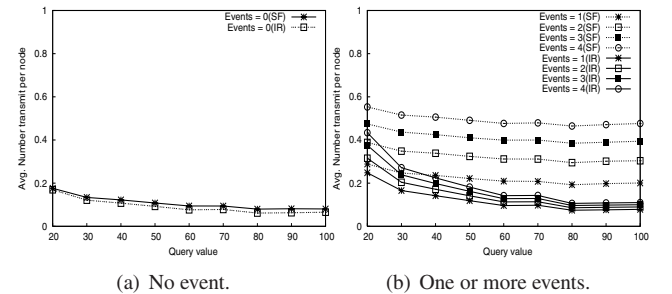 Avg. Number transmit per node
1
0.8
0.6
0.4
0.2
0
20 30 40 50 60 70 80 90 100
Query value
Events = 0(SF)
Events = 0(IR)
(a) No event.
Avg. Number transmit per node
1
0.8
0.6
0.4
0.2
0
20 30 40 50 60 70 80 90 100
Query value
Events = 1(SF)
Events = 2(SF)
Events = 3(SF)
Events = 4(SF)
Events = 1(IR)
Events = 2(IR)
Events = 3(IR)
Events = 4(IR)
(b) One or more events.